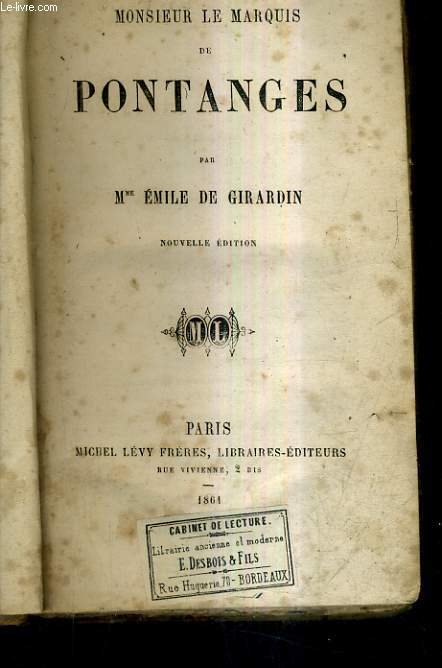 Le-livre.com
MONSIEUR LE MARQUIS
DE
PONTANGES
PAR
Mme ÉMILE DE GIRARDIN
NOUVELLE ÉDITION
ML
PARIS
MICHEL LÉVY FRÈRES, LIBRAIRES-ÉDITEURS
RUE VIVIENNE, 2 BIS
1861
CABINET DE LECTURE.
Librairie ancienne et moderne
E. DESBOIS & FILS
Rue Huguerie, 70 - BORDEAUX